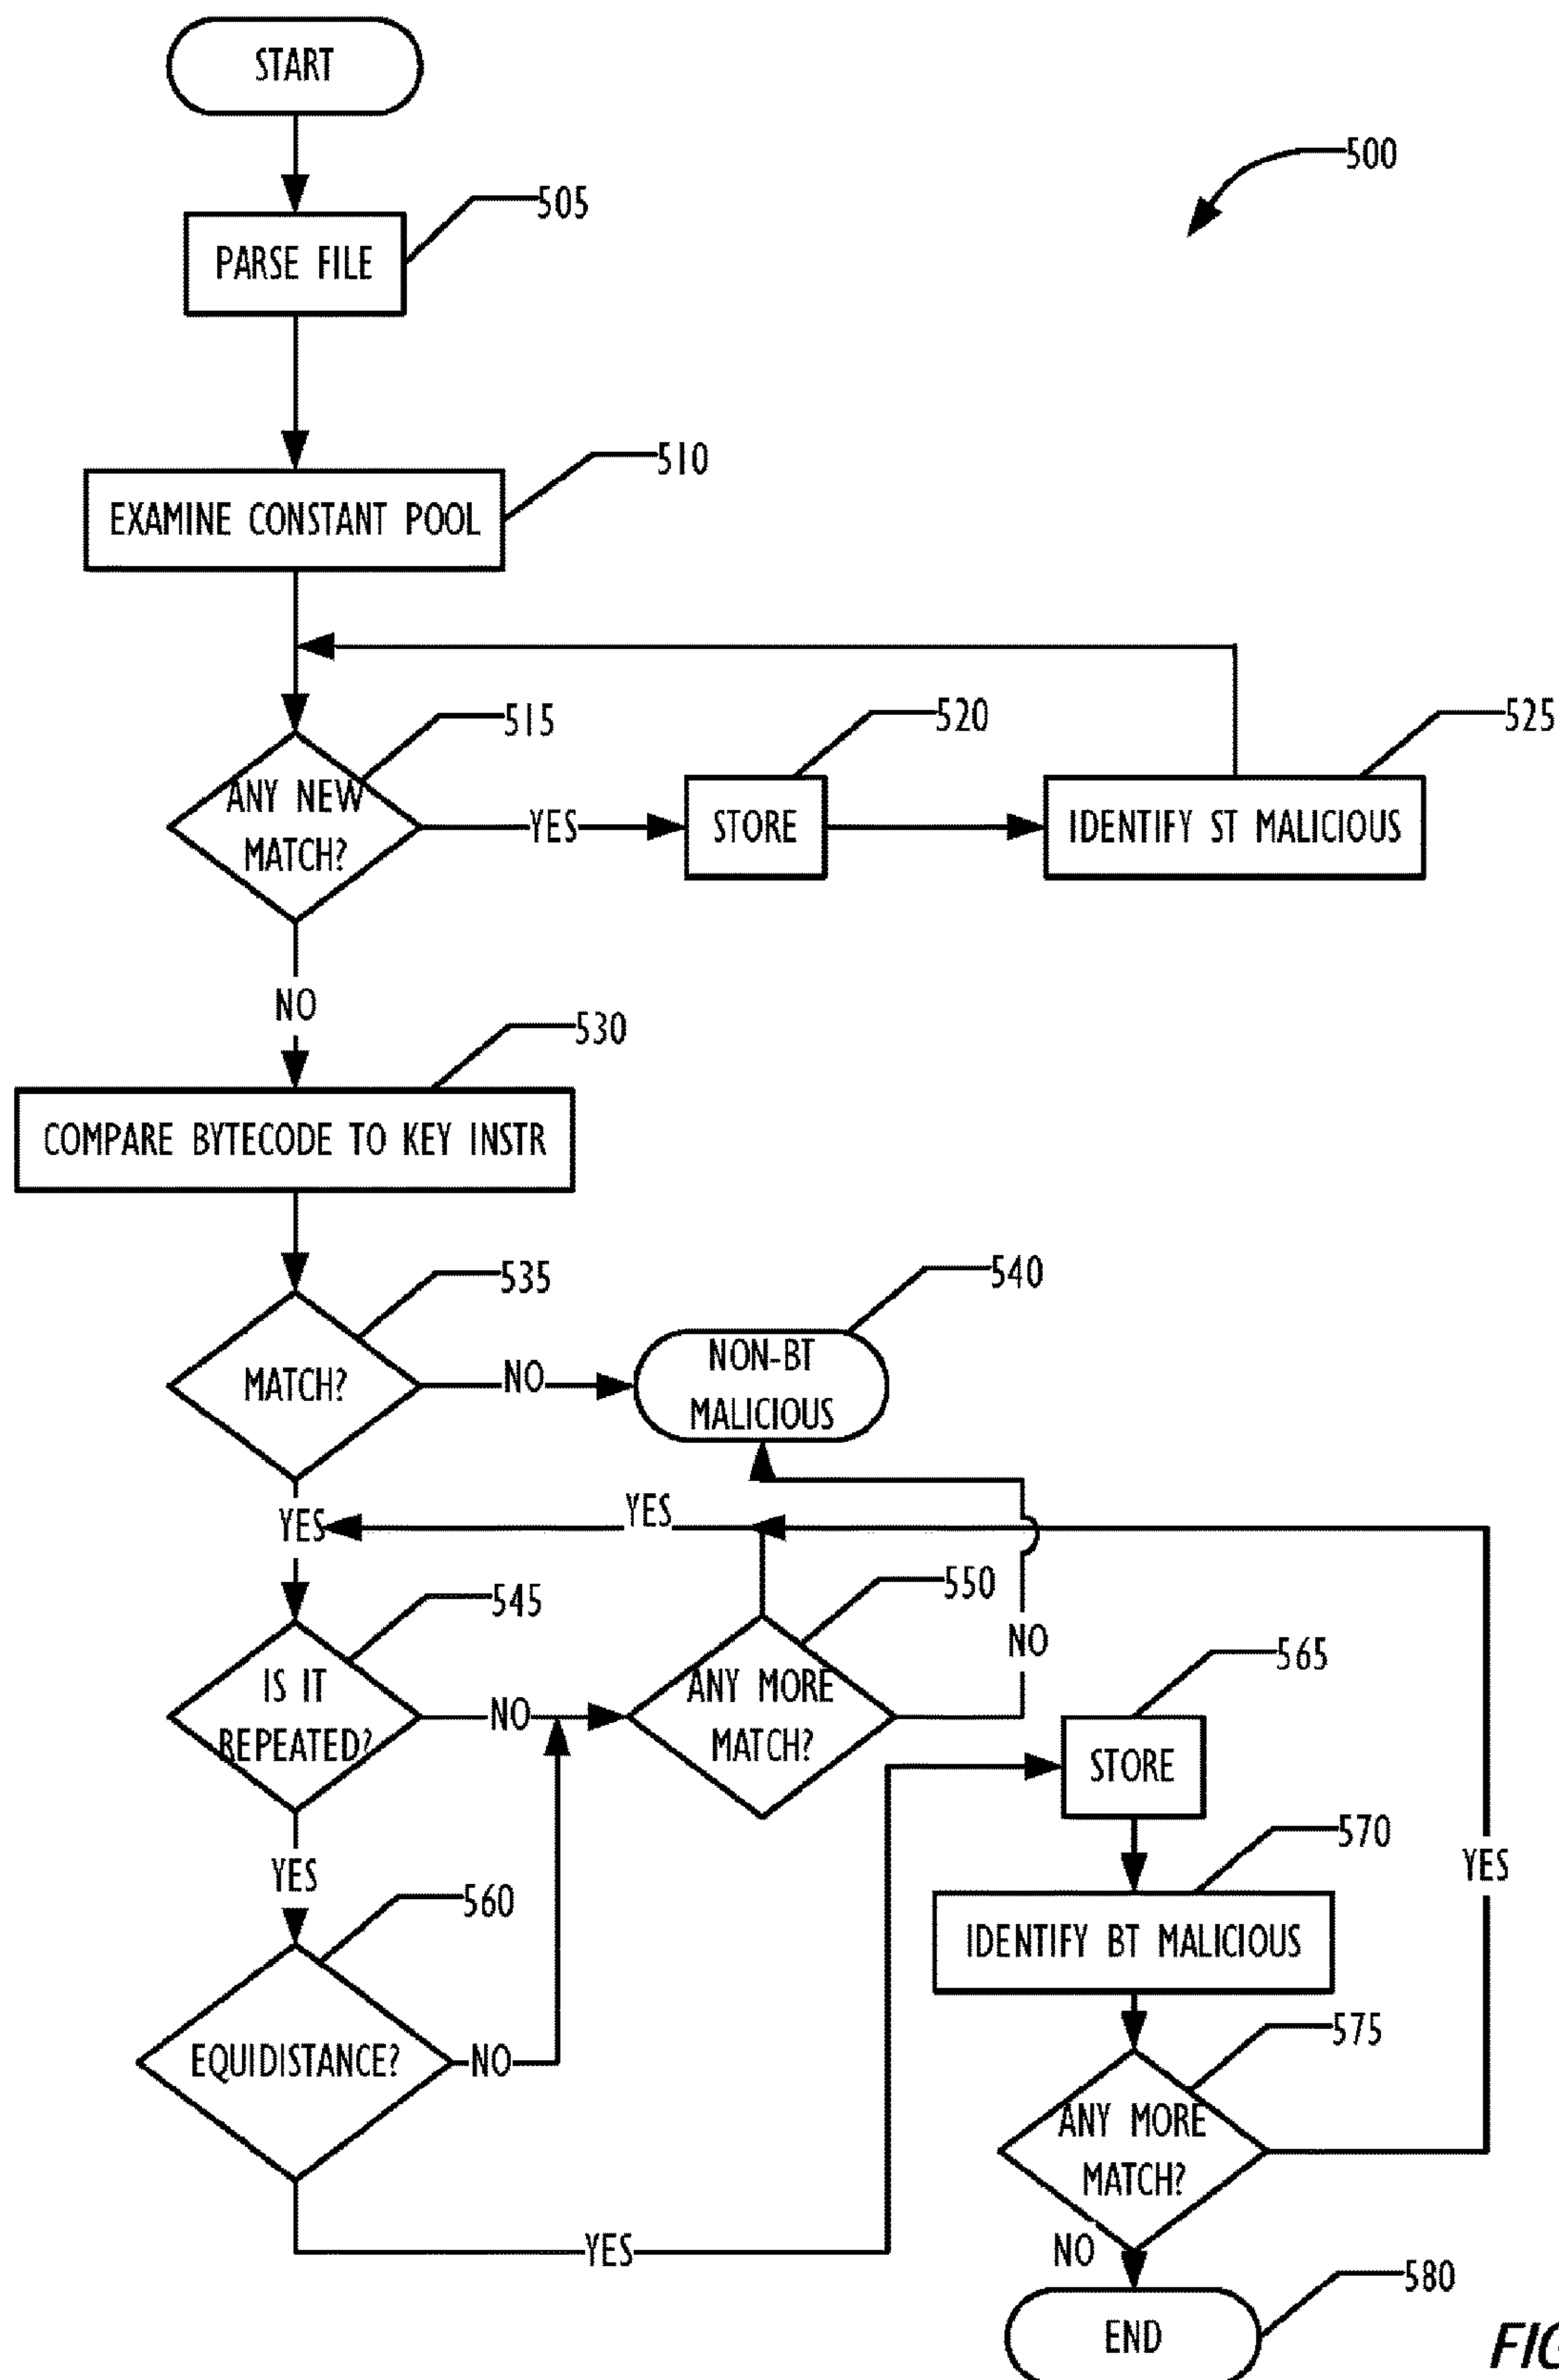 START
500
505
PARSE FILE
510
EXAMINE CONSTANT POOL
515
520
525
ANY NEW
MATCH?
YES
STORE
IDENTIFY ST MALICIOUS
NO
530
COMPARE BYTECODE TO KEY INSTR
535
540
MATCH?
NO
NON-BT
MALICIOUS
YES
YES
545
550
NO
IS IT
REPEATED?
NO
ANY MORE
MATCH?
565
STORE
YES
560
570
YES
IDENTIFY BT MALICIOUS
EQUIDISTANCE?
NO
575
ANY MORE
MATCH?
YES
NO
580
END
FIG